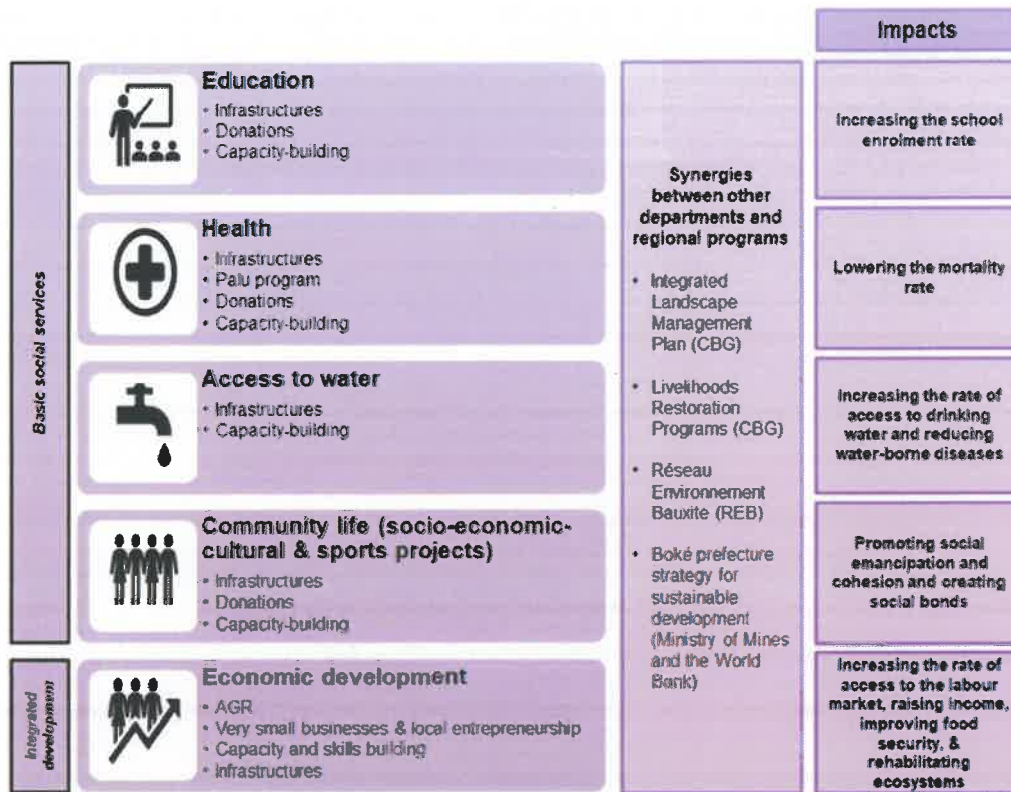 Impacts
Basic social services
Education
• Infrastructures
• Donations
• Capacity-building
Health
• Infrastructures
• Palu program
• Donations
• Capacity-building
Access to water
• Infrastructures
• Capacity-building
Community life (socio-economic-
cultural & sports projects)
• Infrastructures
• Donations
• Capacity-building
Integrated
development
Economic development
• AGR
• Very small businesses & local entrepreneurship
• Capacity and skills building
• Infrastructures
Synergies
between other
departments and
regional programs
• Integrated
Landscape
Management
Plan (CBG)
• Livelihoods
Restoration
Programs (CBG)
• Réseau
Environnement
Bauxite (REB)
• Boké prefecture
strategy for
sustainable
development
(Ministry of Mines
and the World
Bank)
Increasing the school
enrolment rate
Lowering the mortality
rate
Increasing the rate of
access to drinking
water and reducing
water-borne diseases
Promoting social
emancipation and
cohesion and creating
social bonds
Increasing the rate of
access to the labour
market, raising income,
improving food
security, &
rehabilitating
ecosystems